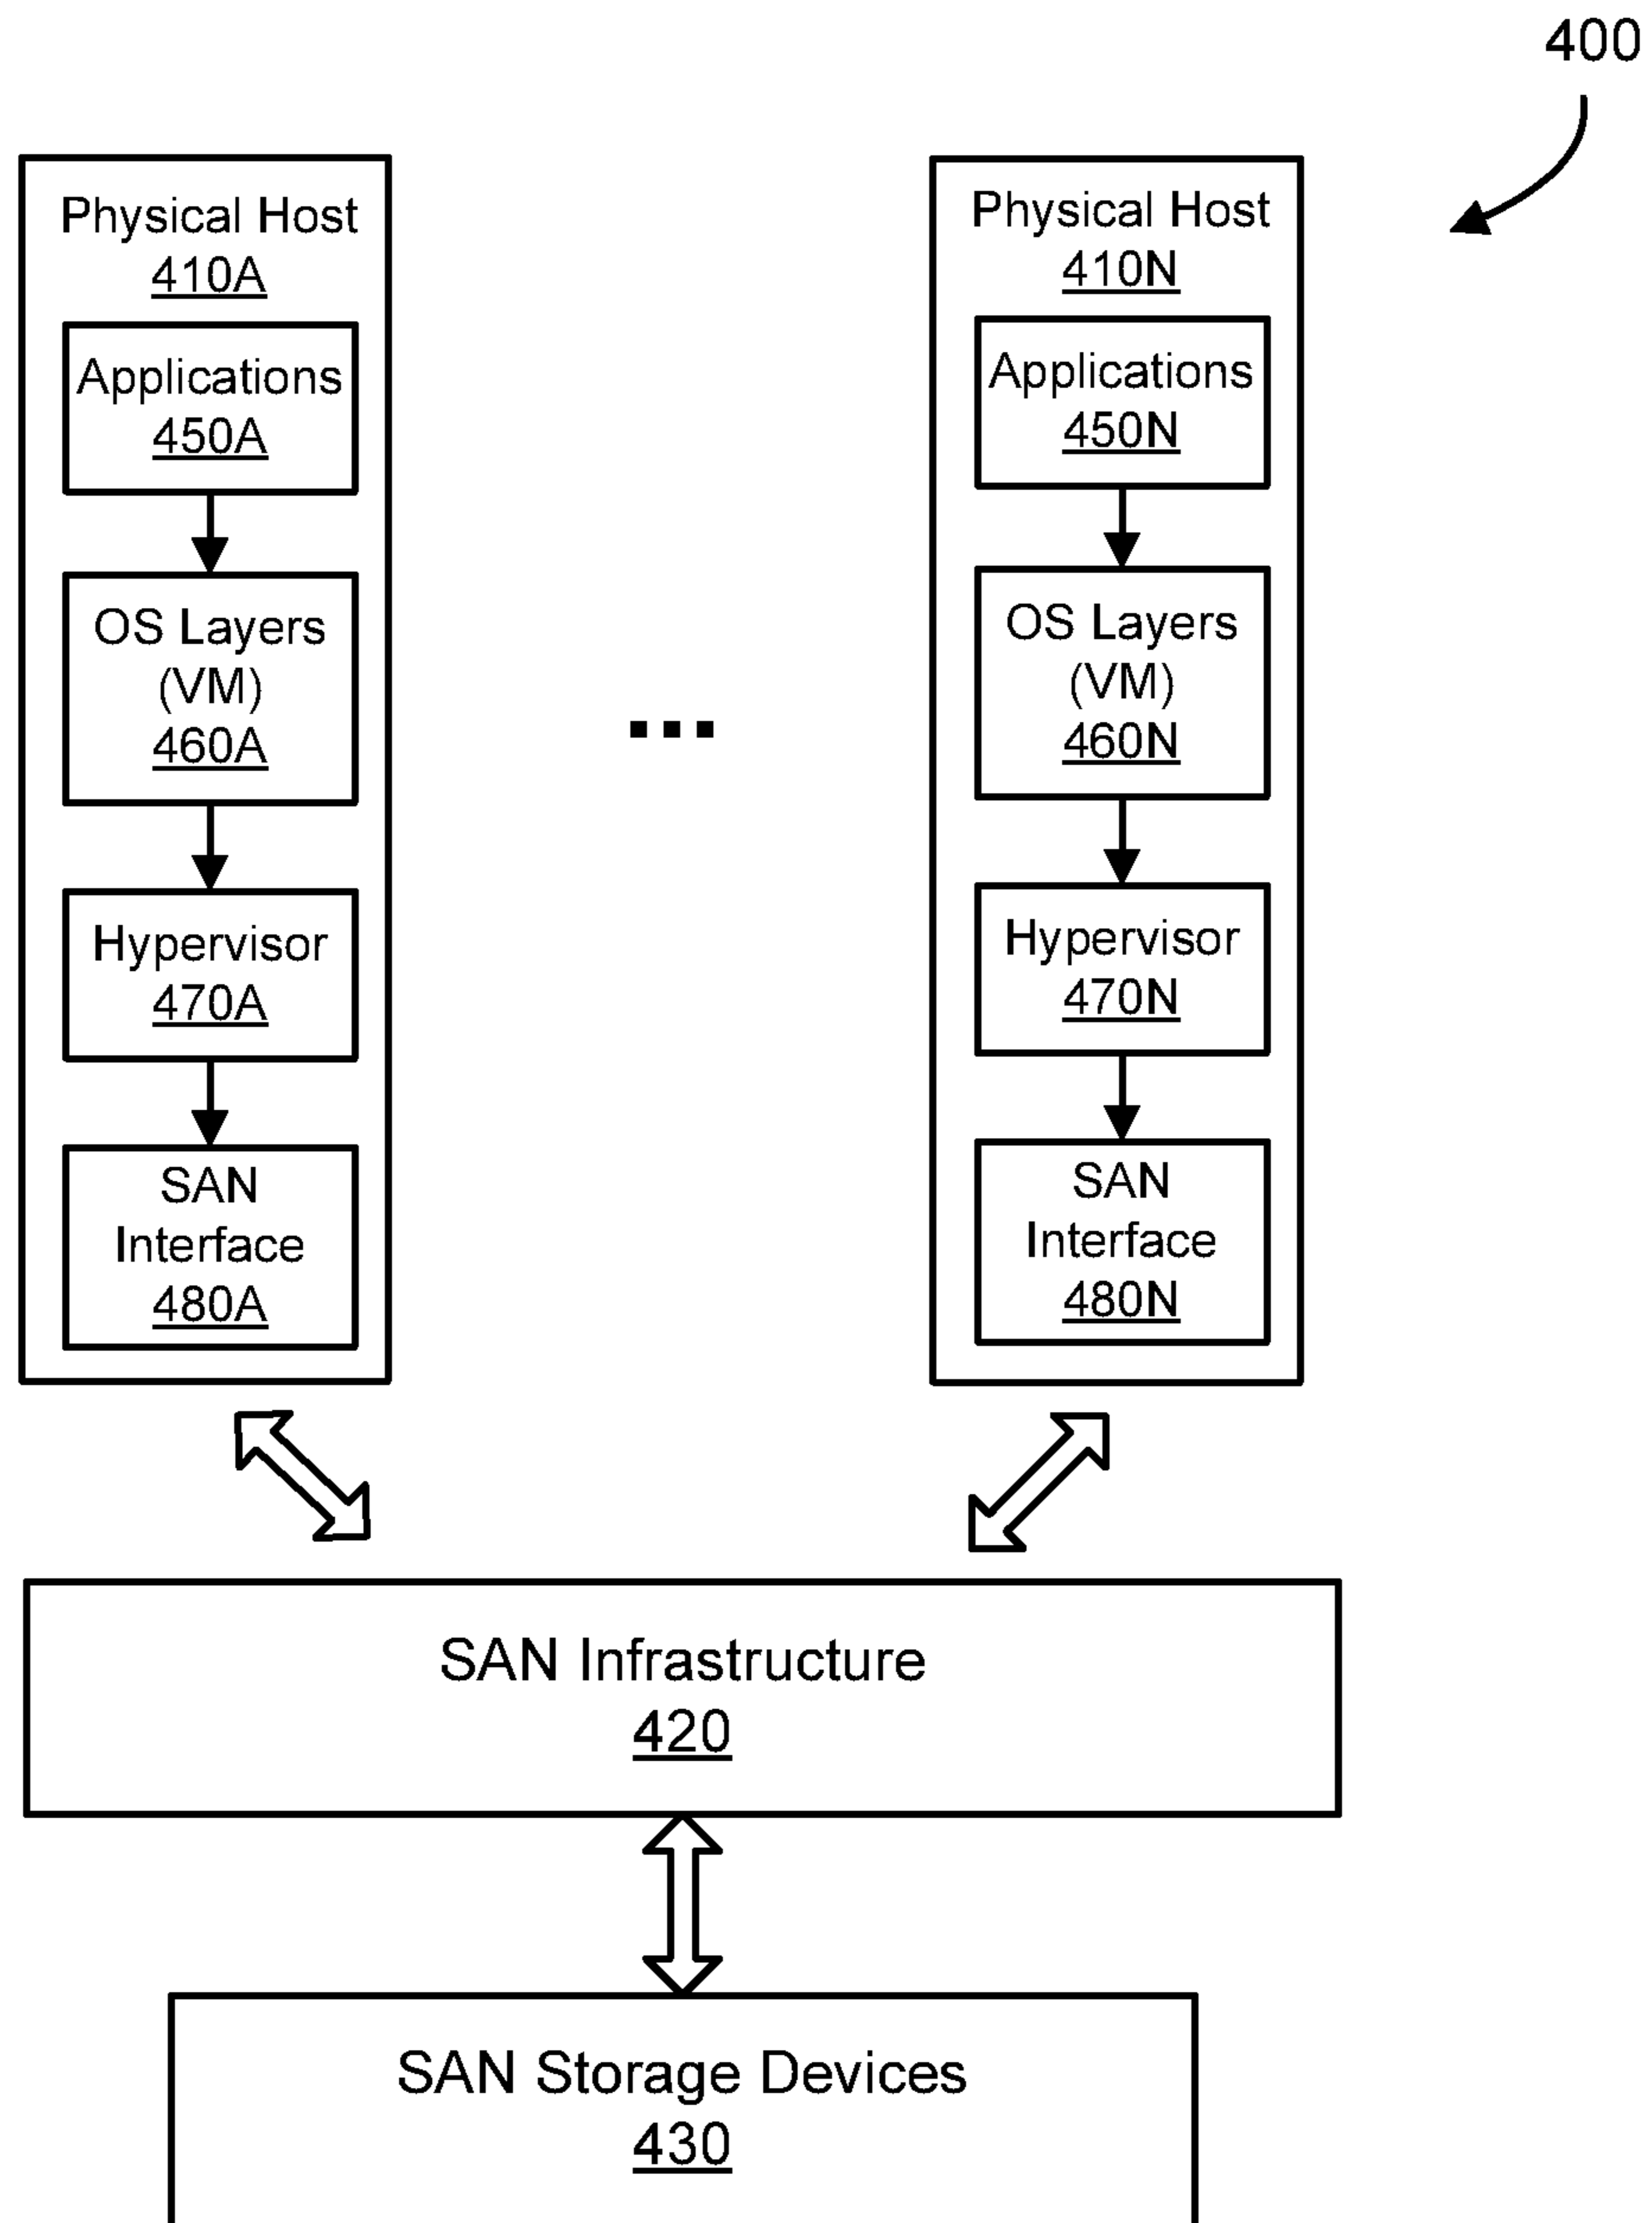 400
Physical Host
410A
Applications
450A
OS Layers
(VM)
460A
Hypervisor
470A
SAN
Interface
480A
...
Physical Host
410N
Applications
450N
OS Layers
(VM)
460N
Hypervisor
470N
SAN
Interface
480N
SAN Infrastructure
420
SAN Storage Devices
430